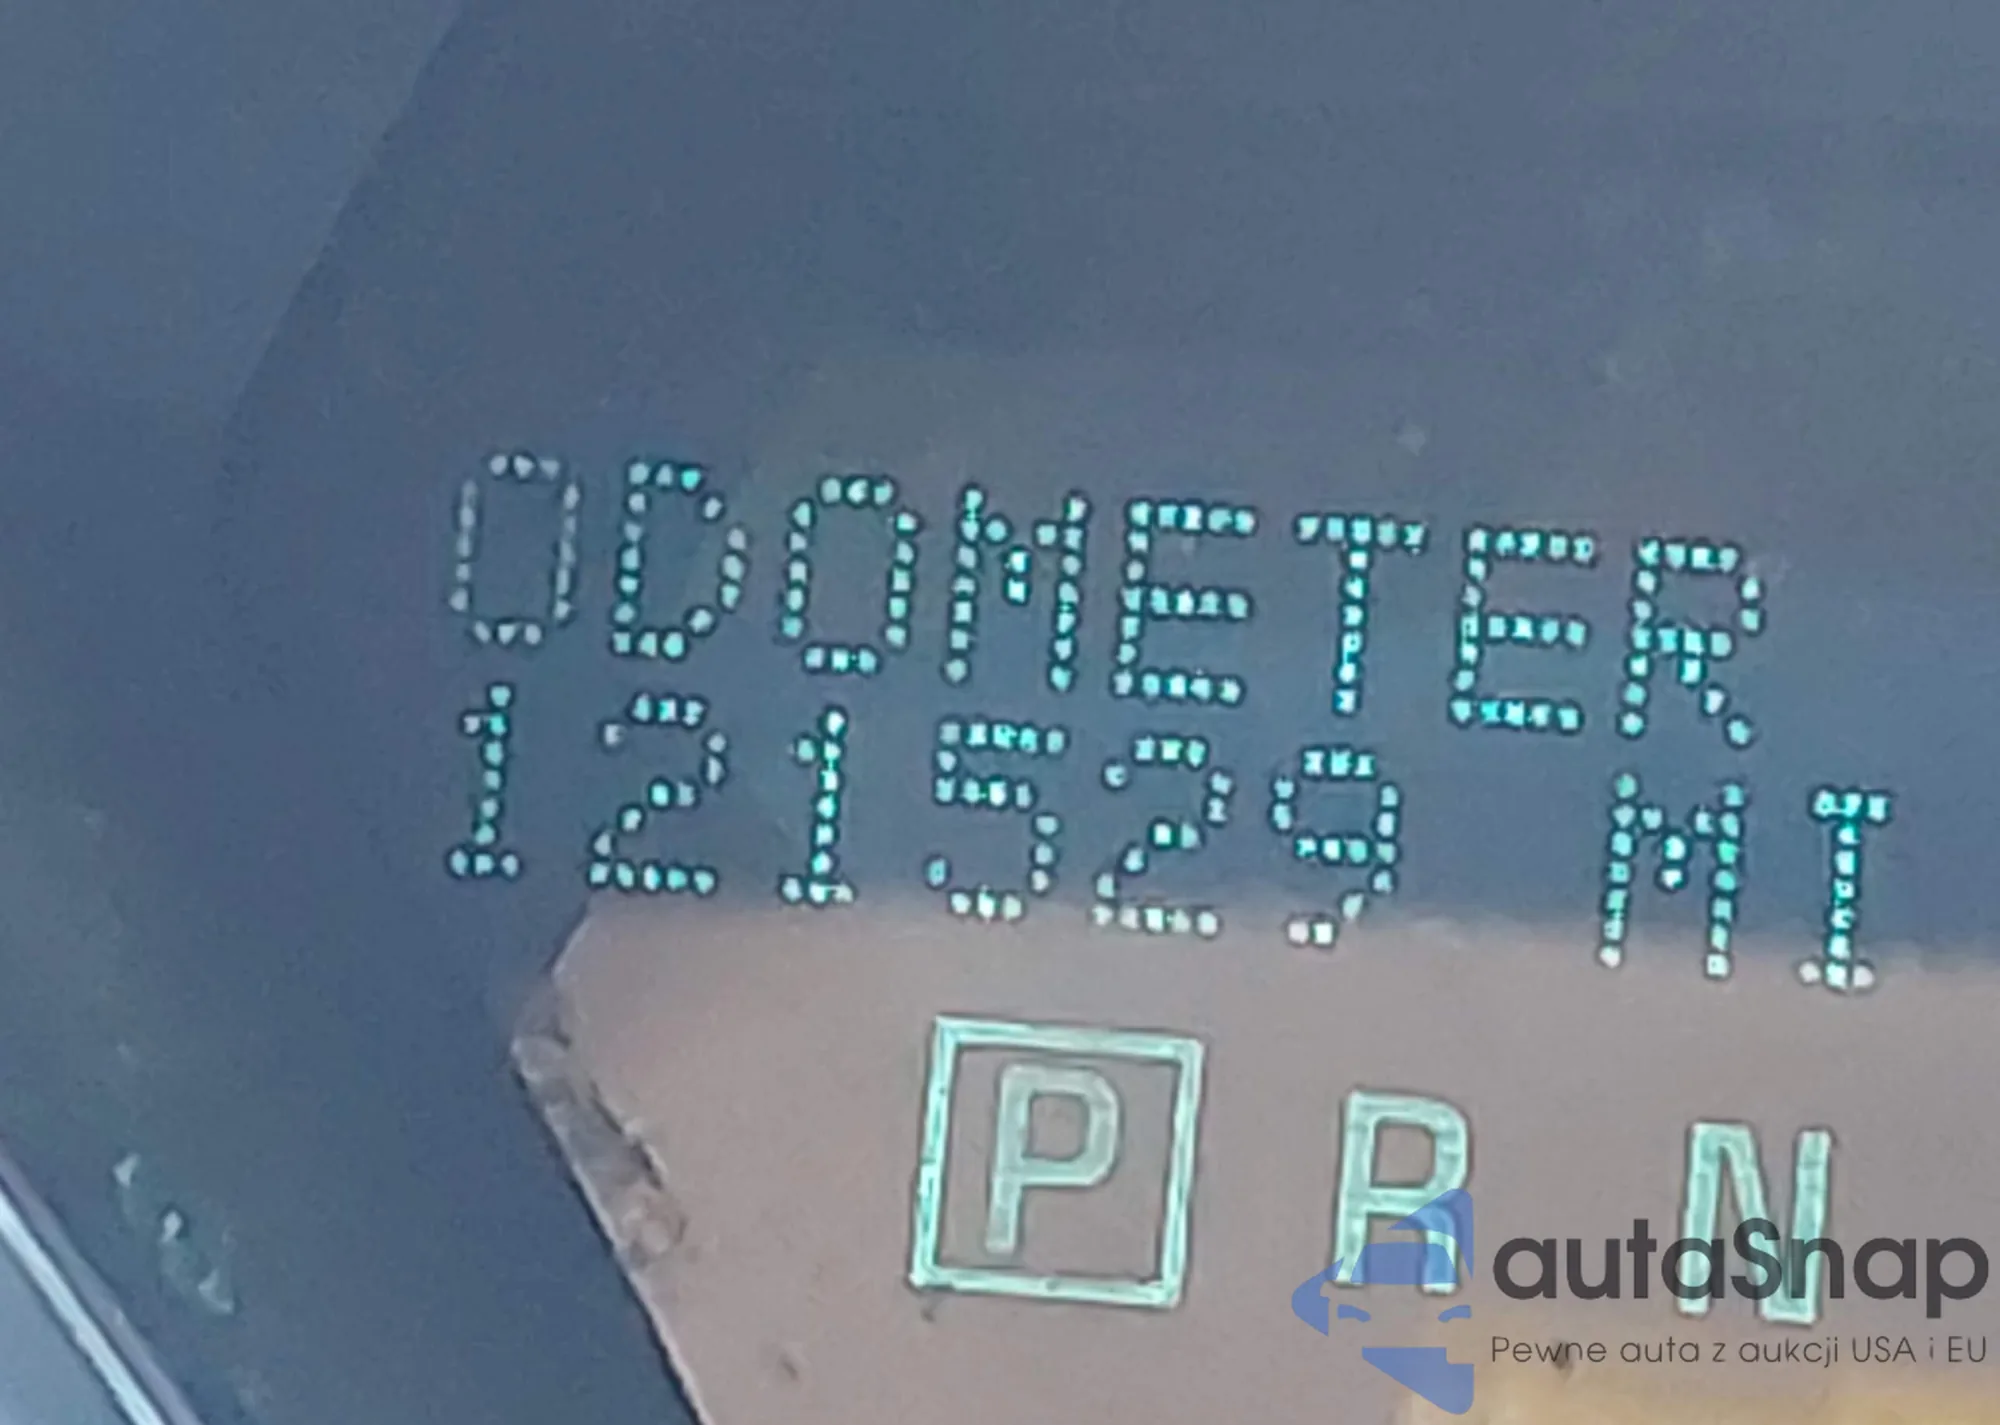 ODOMETER
121529 MI
P R N
autaSnap
Pewne auta z aukcji USA i EU